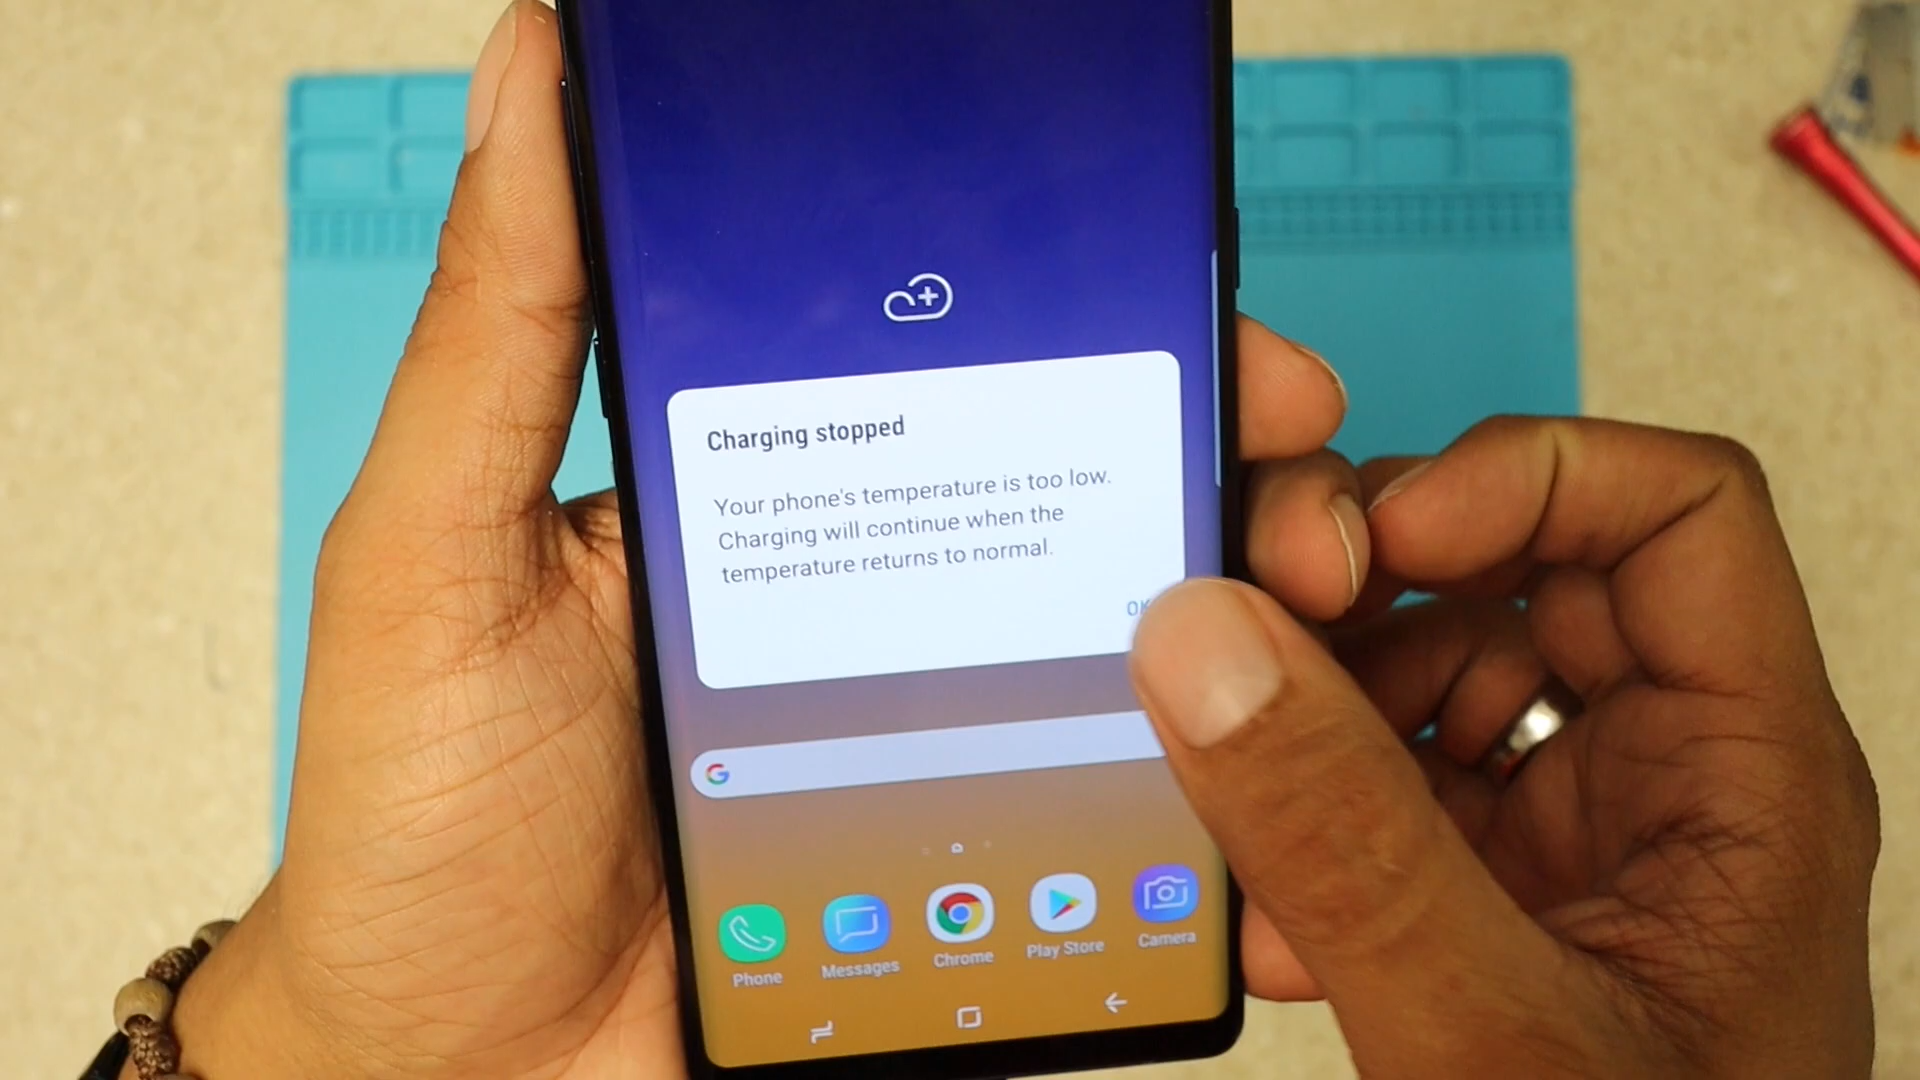 Charging stopped
Your phone's temperature is too low.
Charging will continue when the
temperature returns to normal.
OK
G
Phone
Messages
Chrome
Play Store
Camera